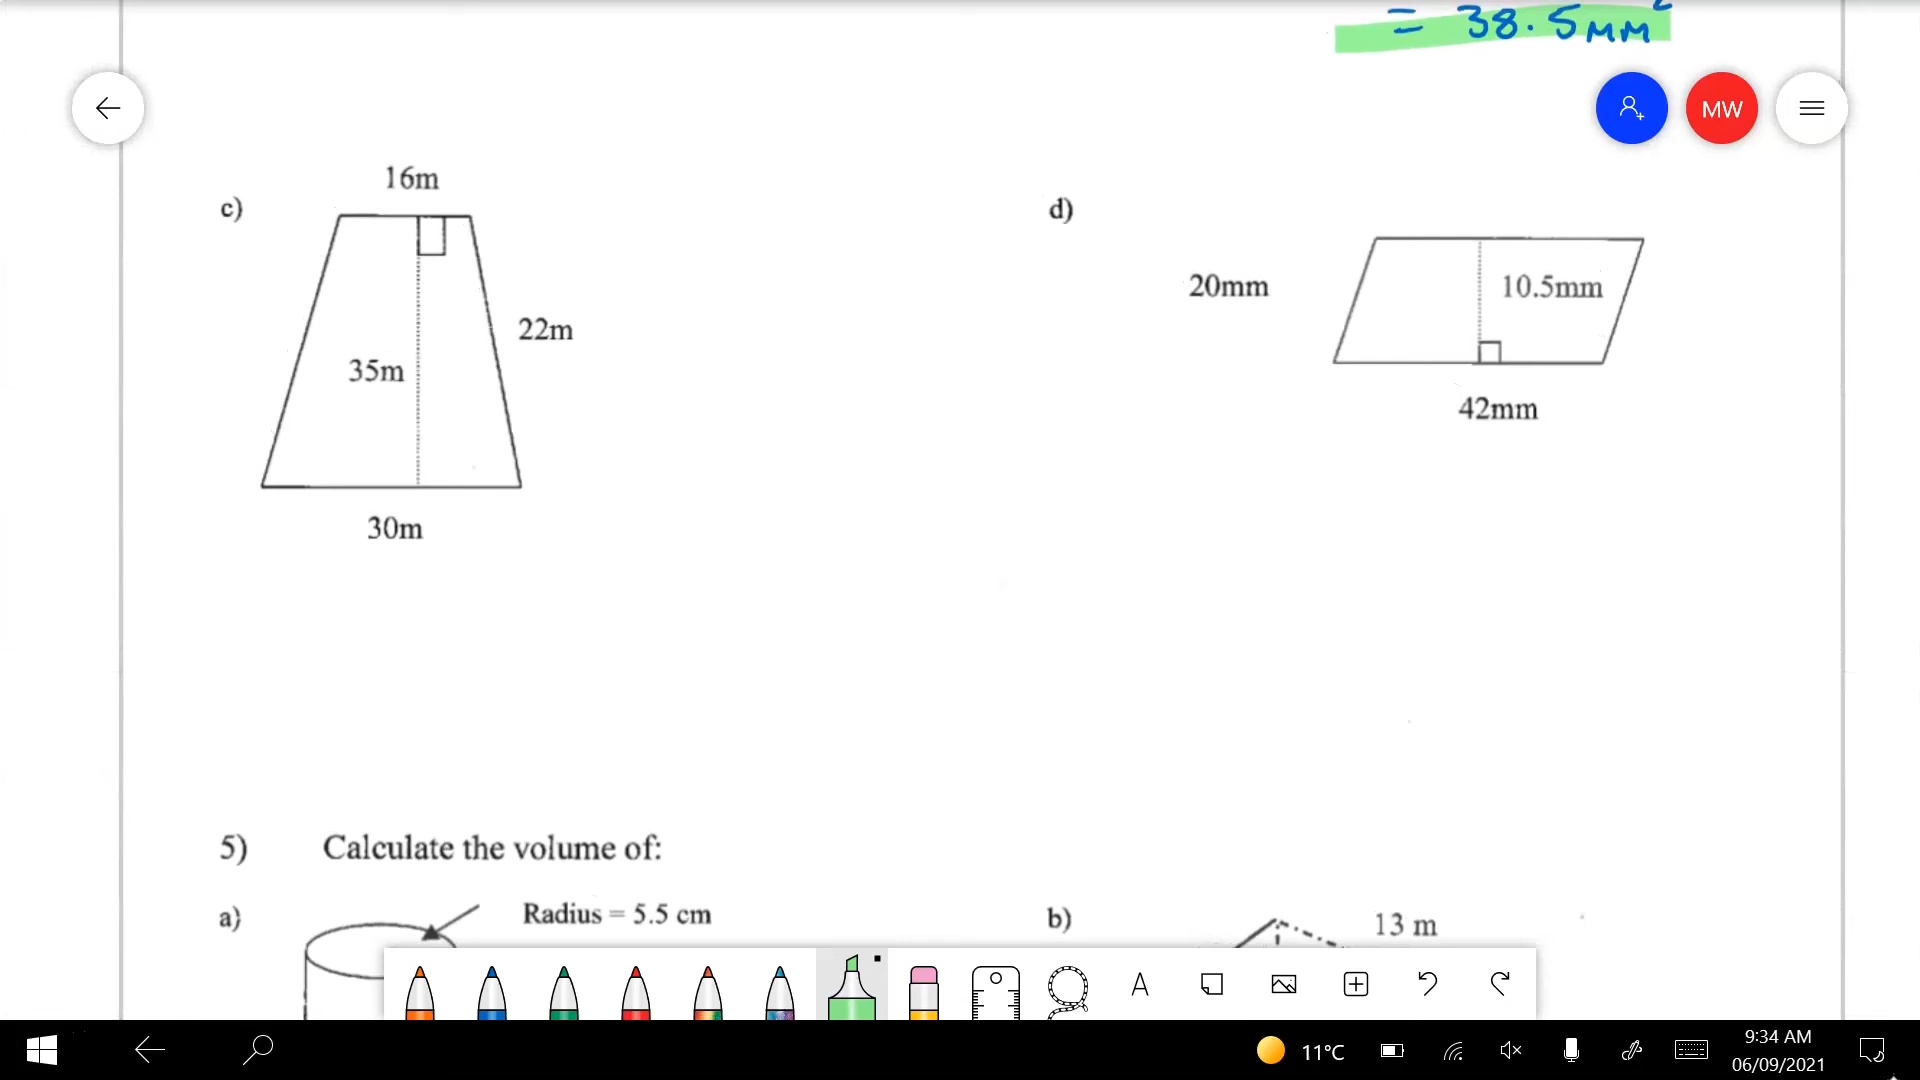 = 38.5mm²
MW
16m
c)
d)
20mm
10.5mm
22m
35m
42mm
30m
5) Calculate the volume of:
a)
Radius = 5.5 cm
b)
13 m
A
11°C
9:34 AM
06/09/2021